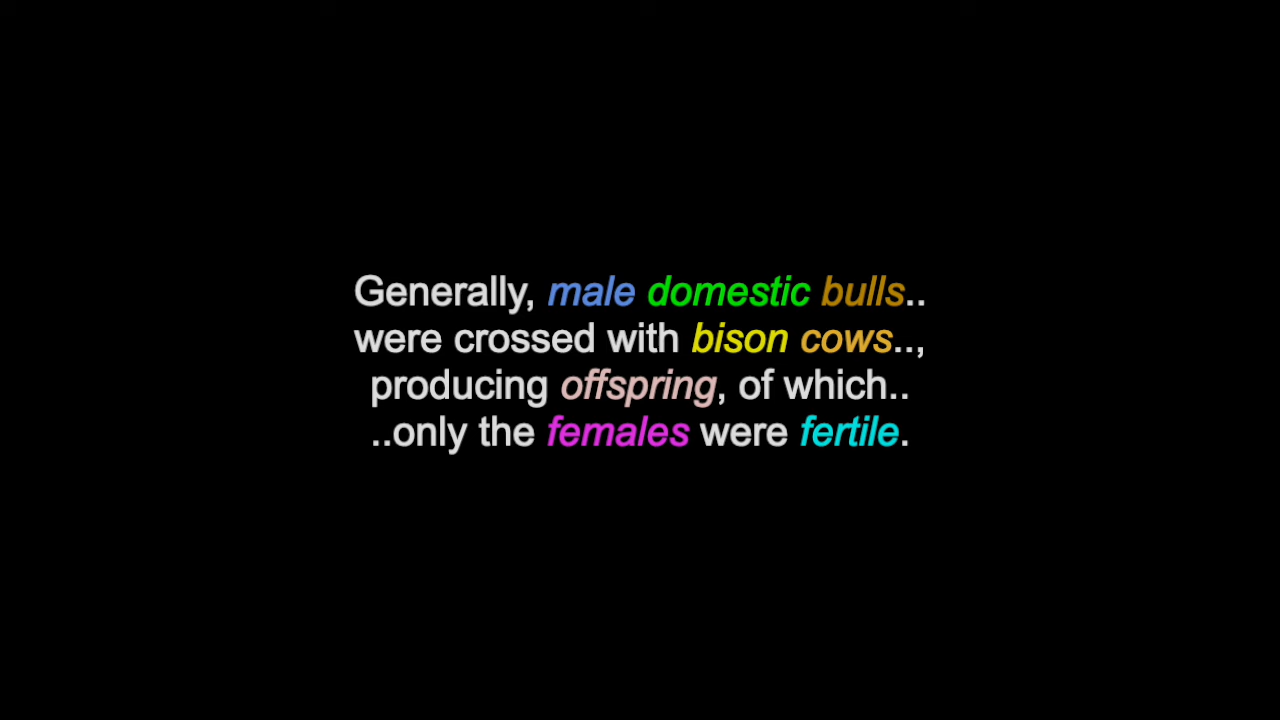 Generally, male domestic bulls..
were crossed with bison cows..,
producing offspring, of which..
..only the females were fertile.